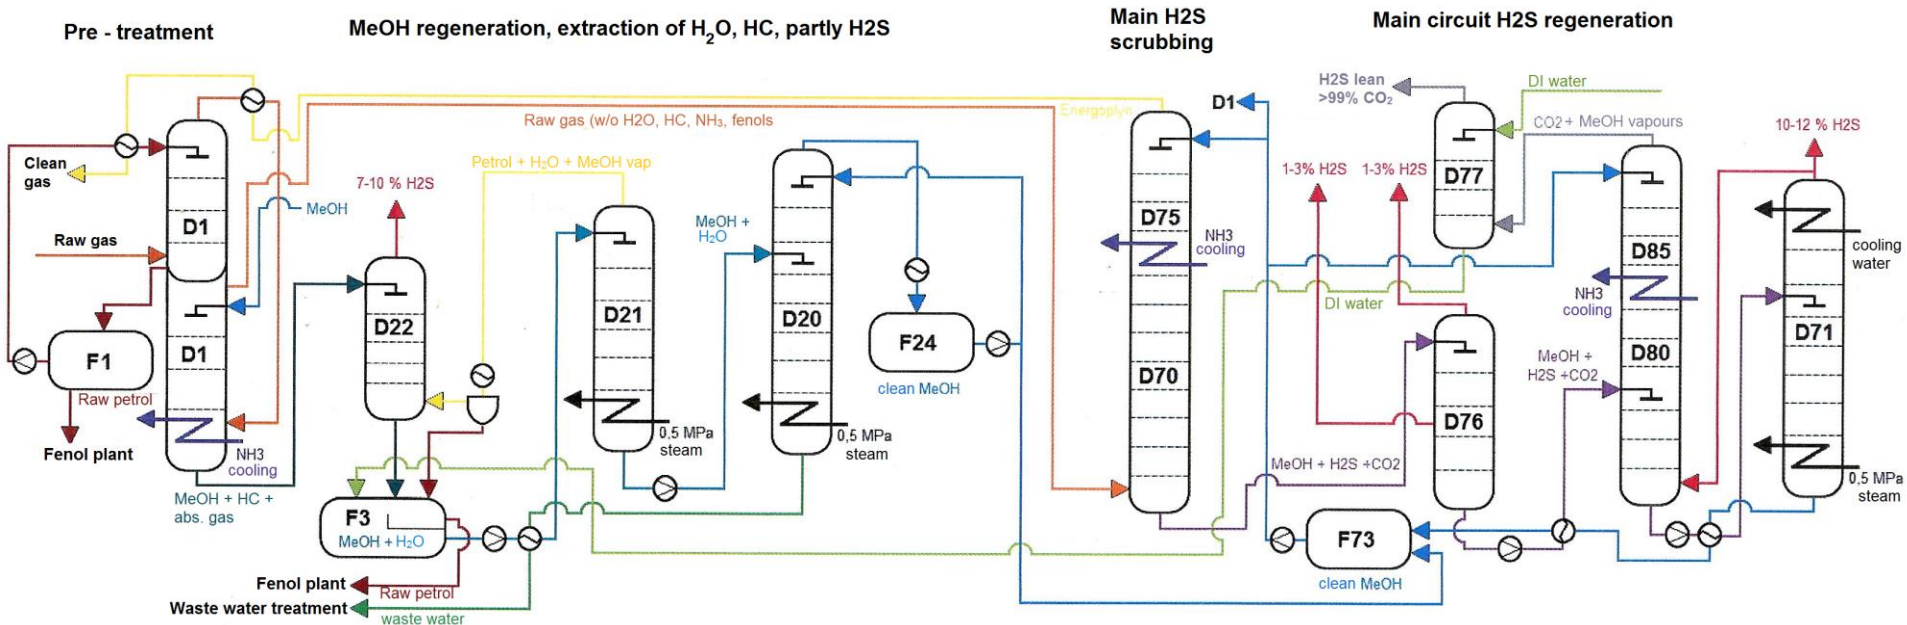 Pre - treatment
MeOH regeneration, extraction of H2O, HC, partly H2S
Main H2S
scrubbing
Main circuit H2S regeneration
Clean
gas
Raw gas
D1
D1
MeOH
F1
Raw petrol
Fenol plant
NH3
cooling
MeOH + HC +
abs. gas
Raw gas (w/o H2O, HC, NH3, fenols
Energoplyn
7-10 % H2S
D22
Petrol + H2O + MeOH vap
D21
0,5 MPa
steam
MeOH +
H2O
D20
0,5 MPa
steam
F24
clean MeOH
F3
MeOH + H2O
Fenol plant
Raw petrol
Waste water treatment
waste water
D1
D75
NH3
cooling
D70
H2S lean
>99% CO2
DI water
CO2 + MeOH vapours
1-3% H2S
1-3% H2S
D77
DI water
D76
MeOH + H2S +CO2
F73
clean MeOH
D85
NH3
cooling
D80
MeOH +
H2S +CO2
10-12 % H2S
cooling
water
D71
0,5 MPa
steam